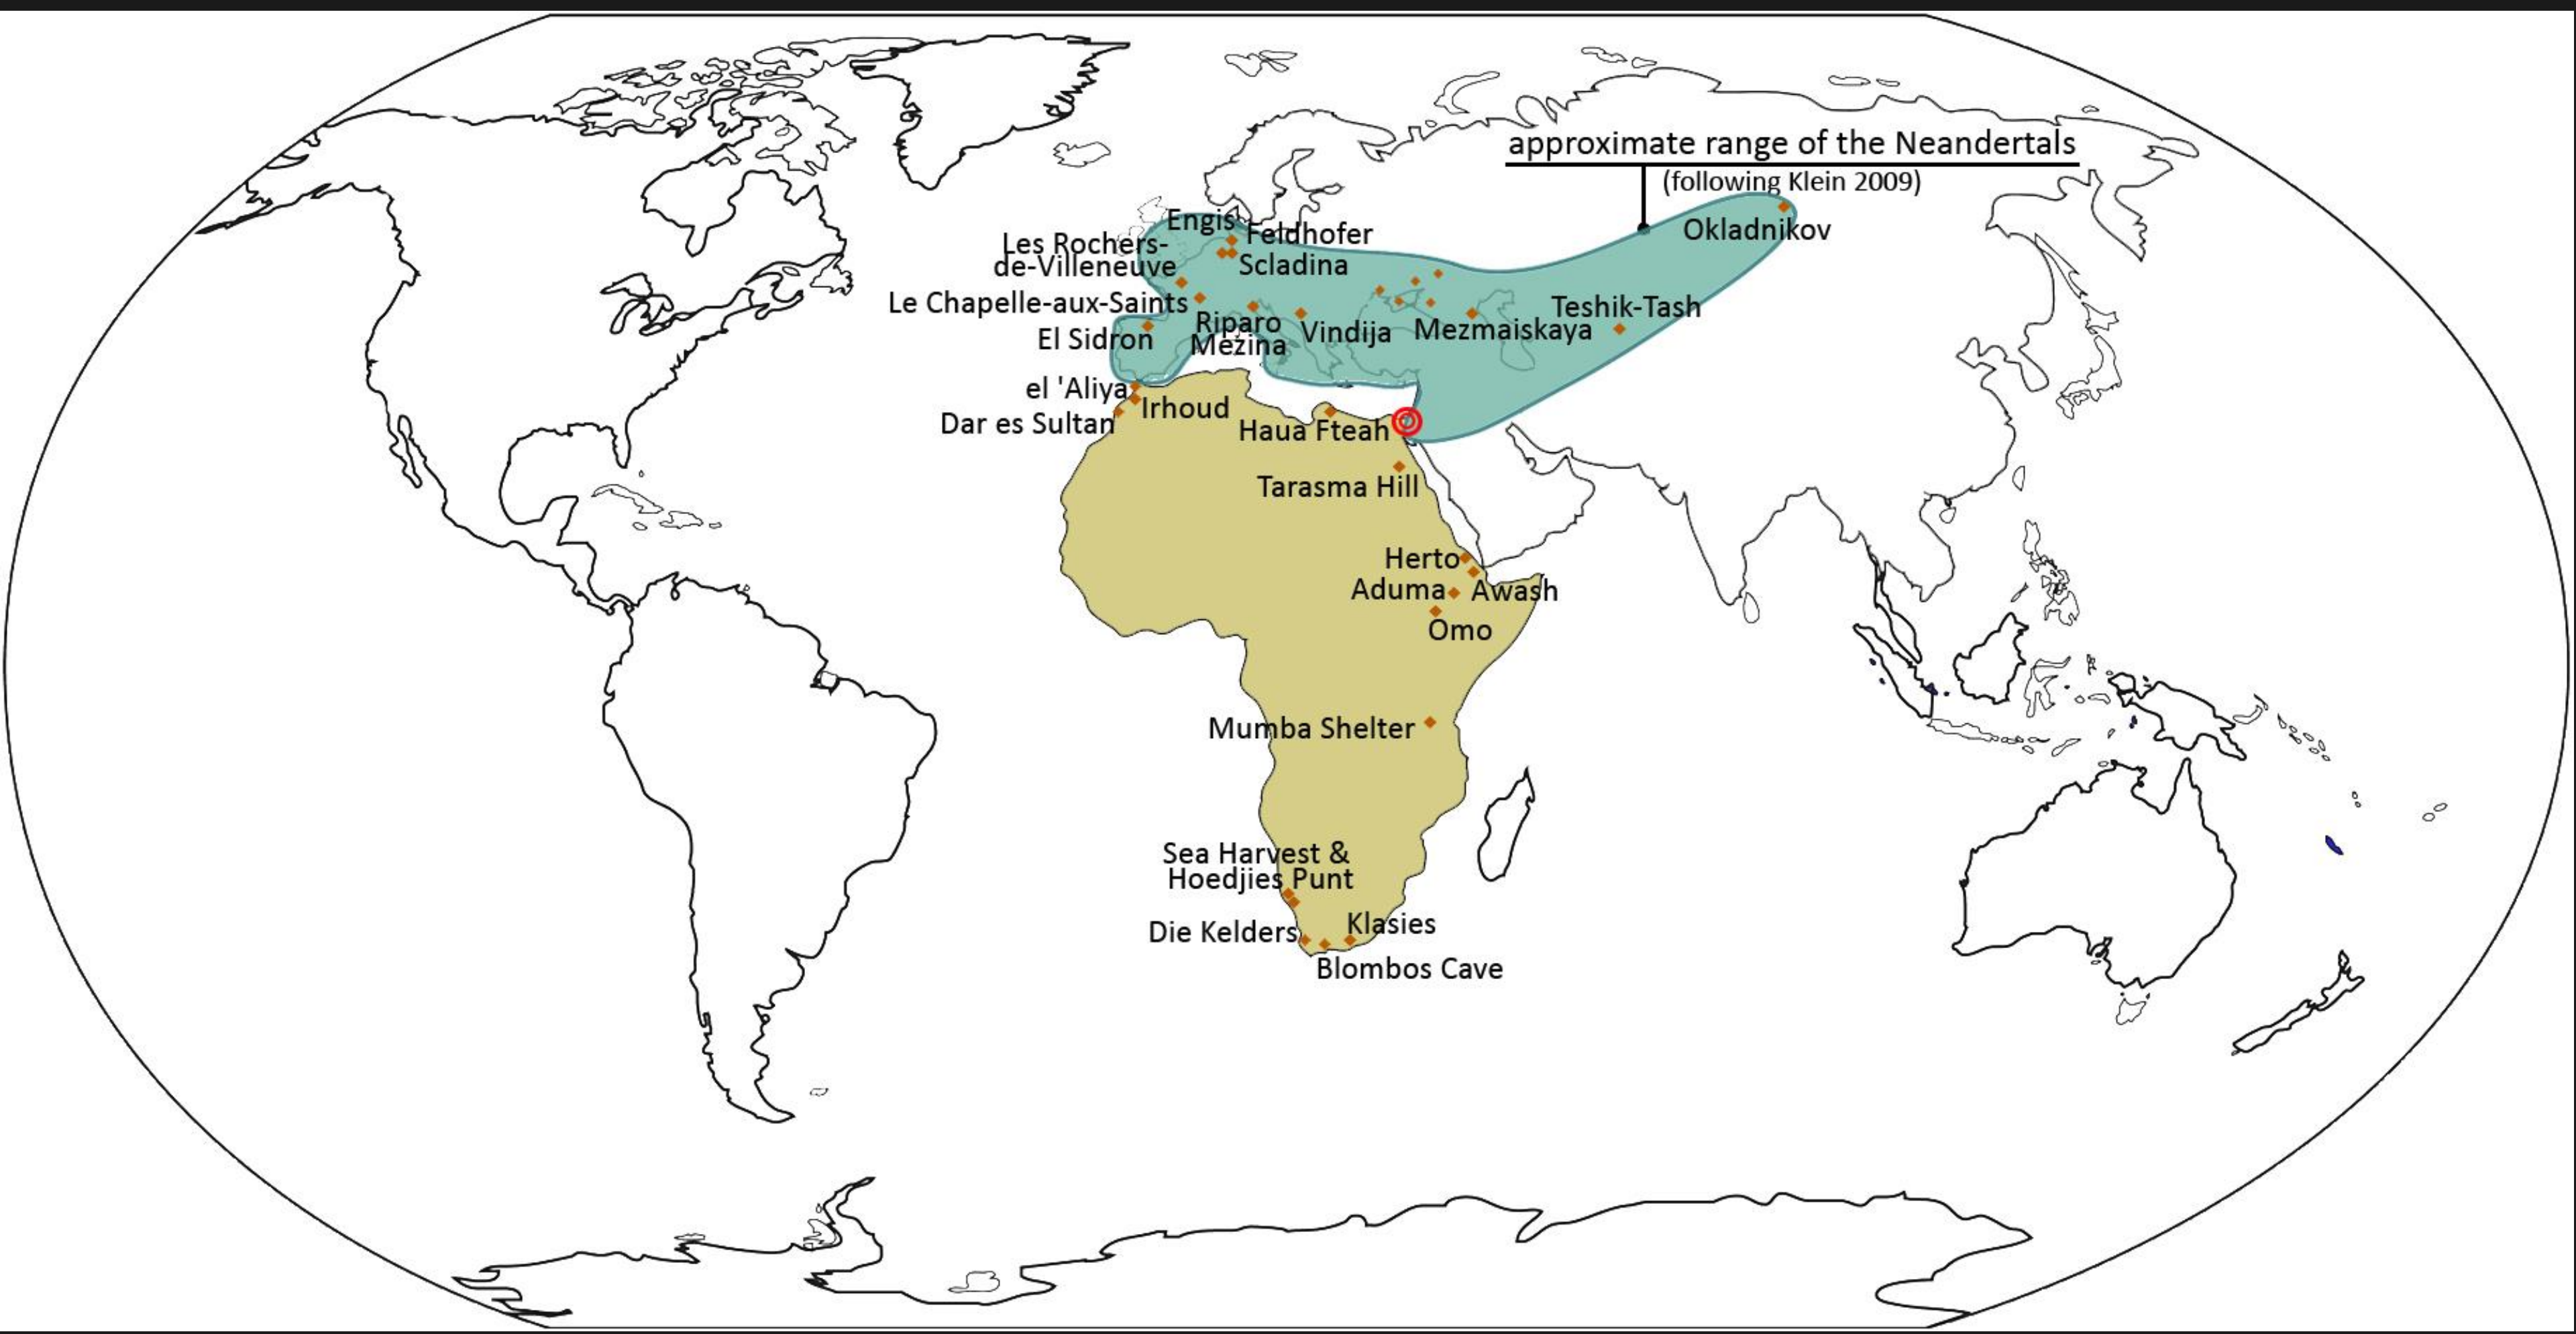 approximate range of the Neandertals
(following Klein 2009)
Okladnikov
Engis
Feldhofer
Les Rochers-
de-Villeneuve
Scladina
Le Chapelle-aux-Saints
Teshik-Tash
El Sidron
Riparo
Mezina
Vindija
Mezmaiskaya
el 'Aliya
Irhoud
Dar es Sultan
Haua Fteah
Tarasma Hill
Herto
Aduma
Awash
Omo
Mumba Shelter
Sea Harvest &
Hoedjies Punt
Die Kelders
Klasies
Blombos Cave